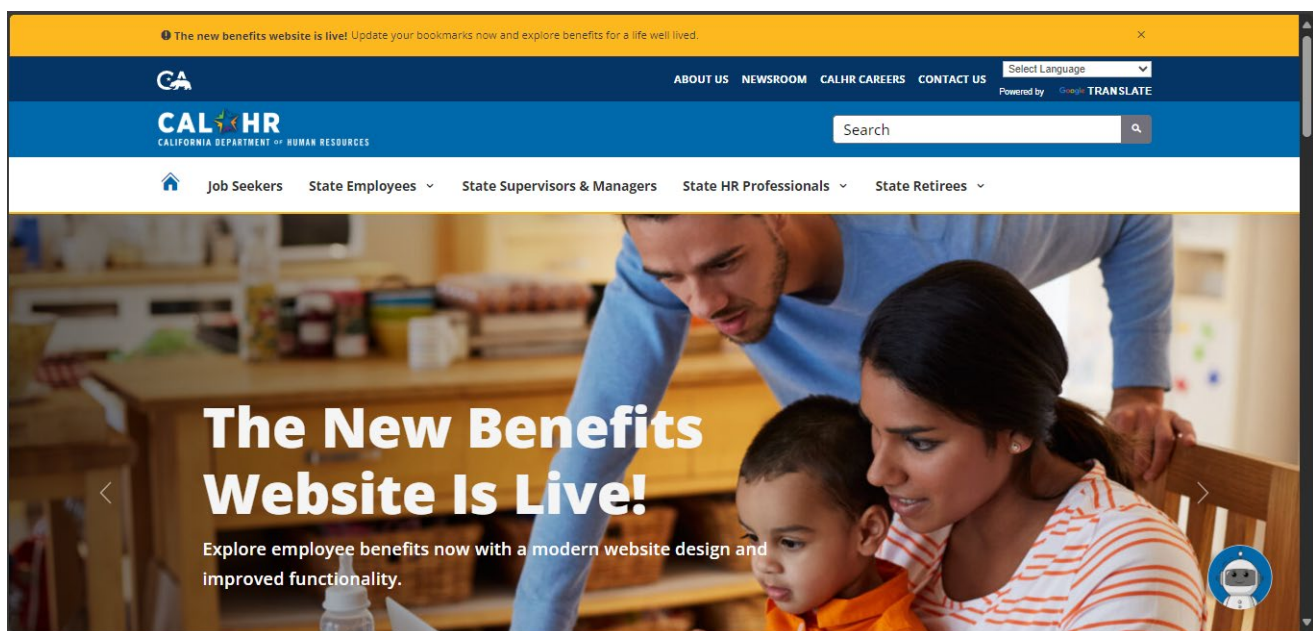 The new benefits website is live! Update your bookmarks now and explore benefits for a life well lived.
ABOUT US NEWSROOM CALHR CAREERS CONTACT US
Select Language
Powered by Google TRANSLATE
CAL HR
CALIFORNIA DEPARTMENT OF HUMAN RESOURCES
Search
Job Seekers State Employees State Supervisors & Managers State HR Professionals State Retirees
The New Benefits
Website Is Live!
Explore employee benefits now with a modern website design and
improved functionality.